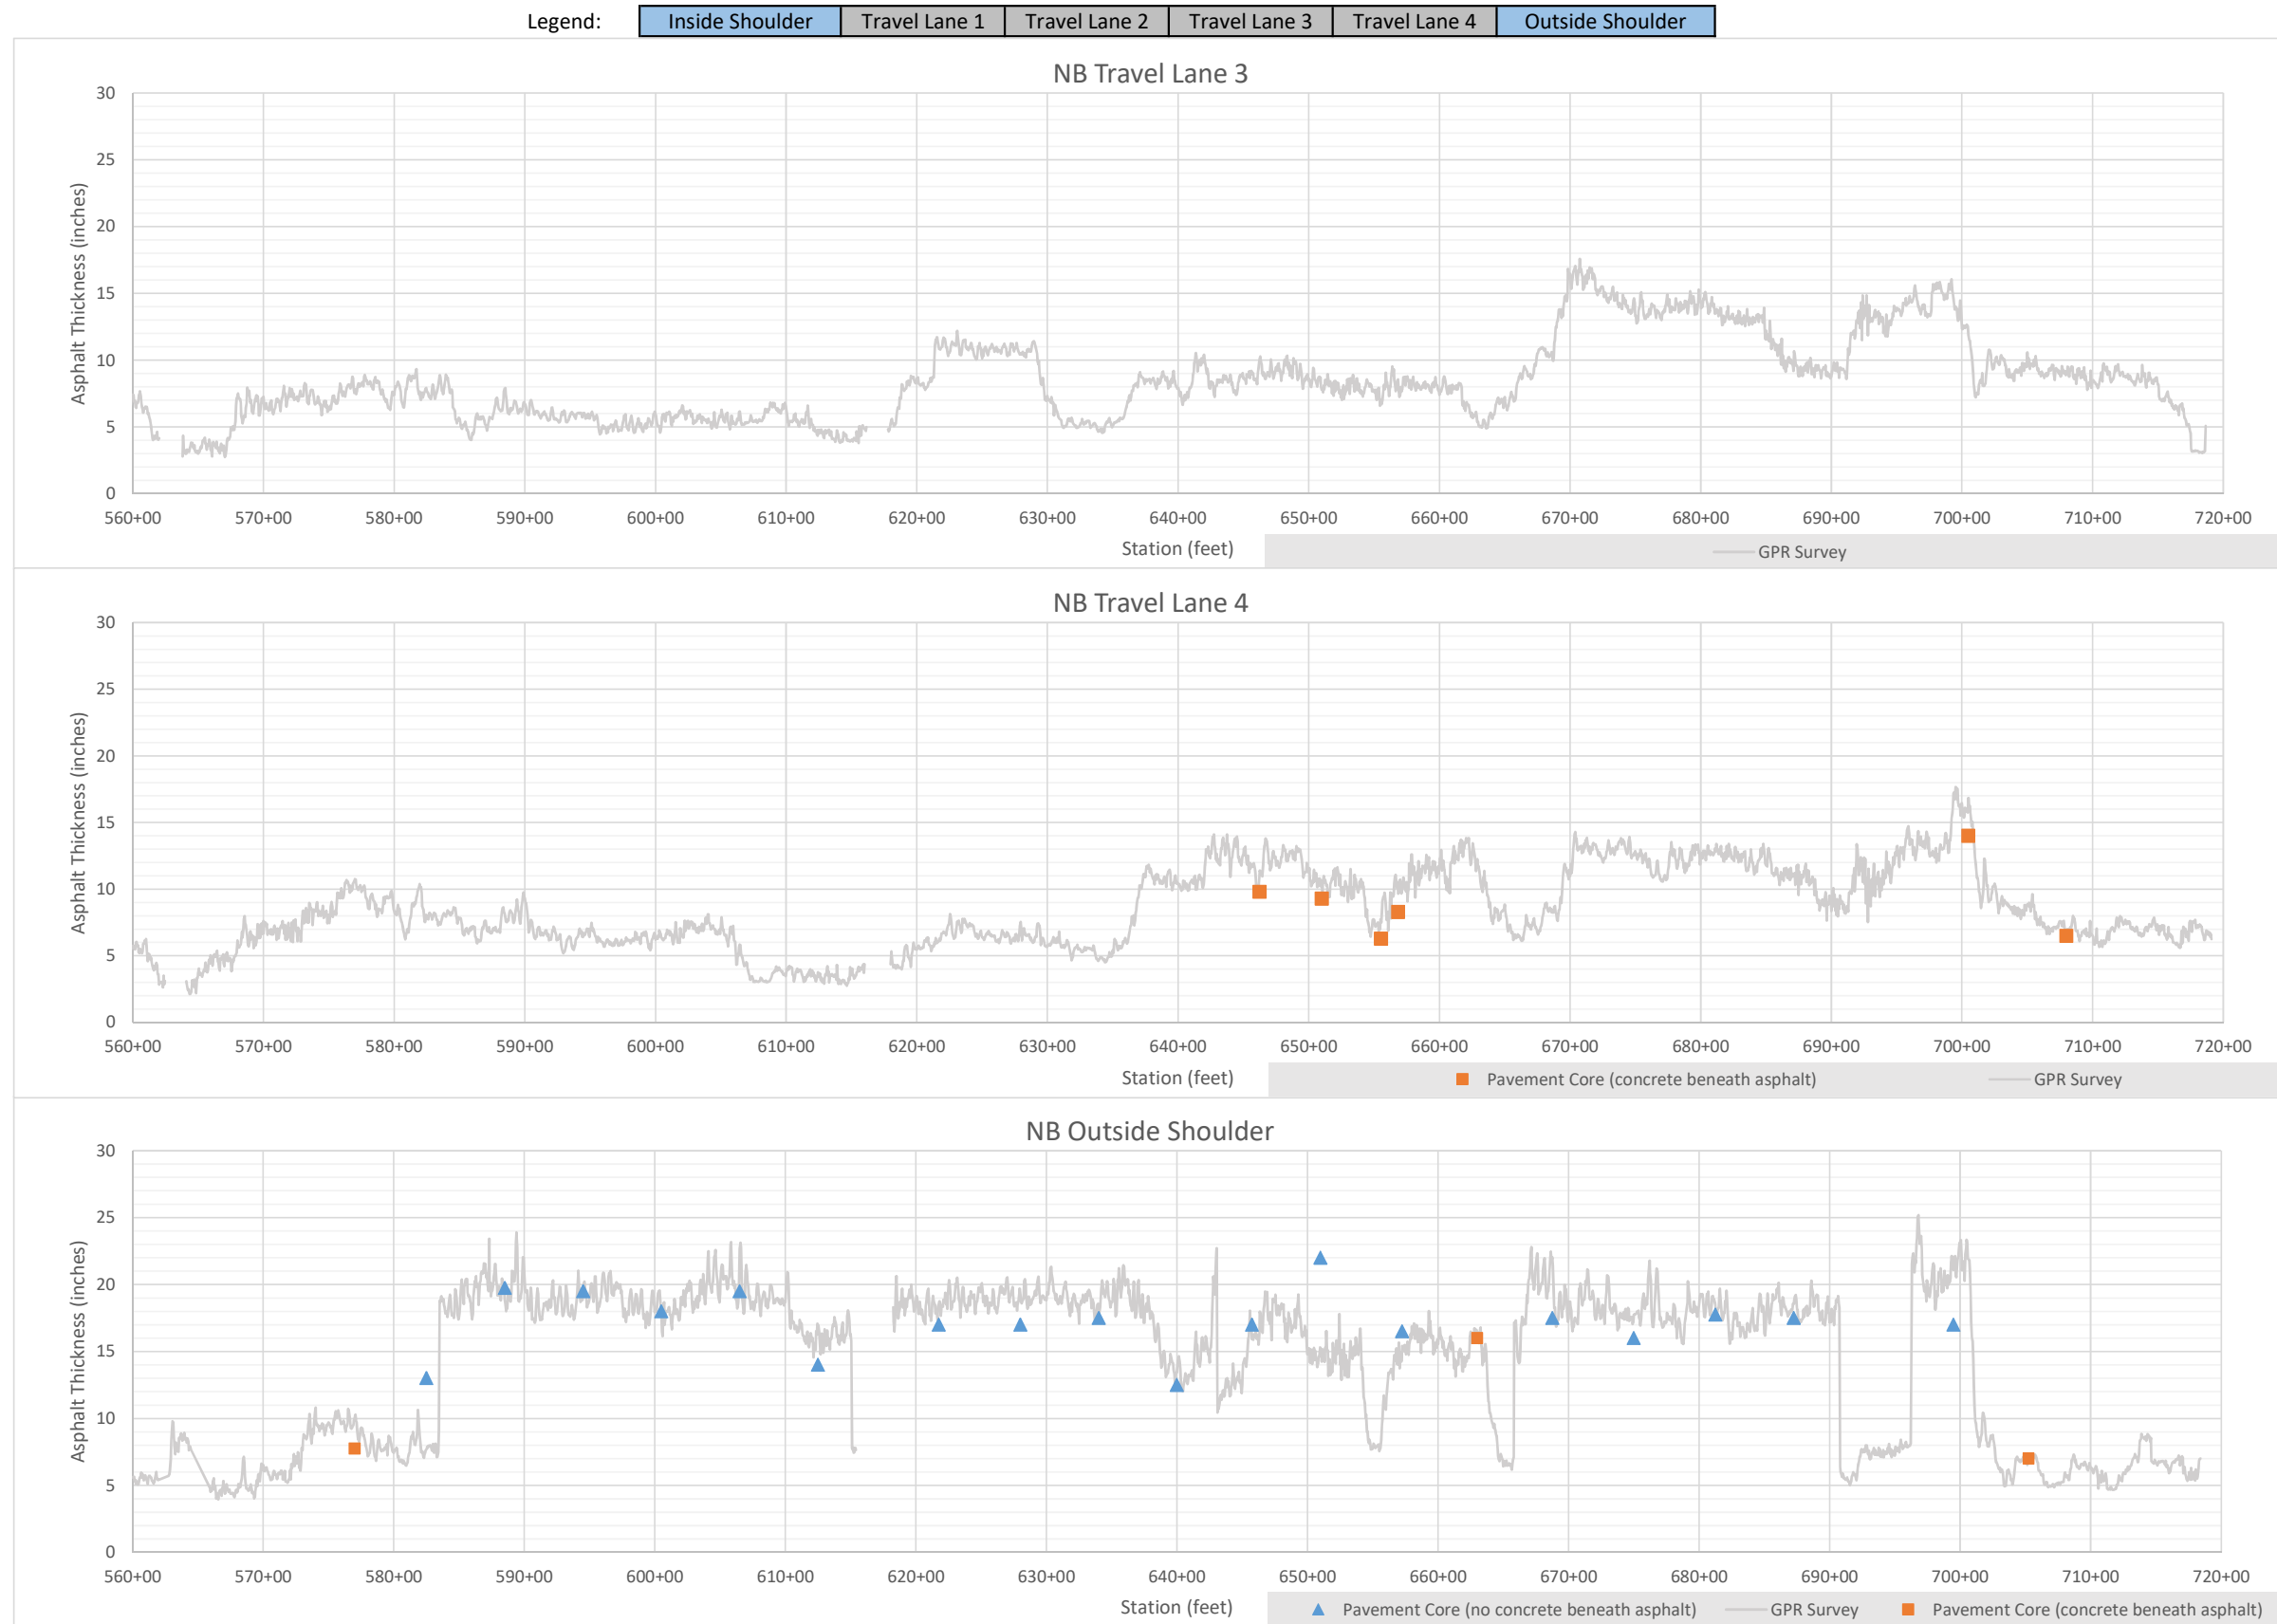 Legend: Inside Shoulder Travel Lane 1 Travel Lane 2 Travel Lane 3 Travel Lane 4 Outside Shoulder
NB Travel Lane 3
Asphalt Thickness (inches)
30
25
20
15
10
5
0
560+00 570+00 580+00 590+00 600+00 610+00 620+00 630+00 640+00 650+00 660+00 670+00 680+00 690+00 700+00 710+00 720+00
Station (feet)
GPR Survey
NB Travel Lane 4
Asphalt Thickness (inches)
30
25
20
15
10
5
0
560+00 570+00 580+00 590+00 600+00 610+00 620+00 630+00 640+00 650+00 660+00 670+00 680+00 690+00 700+00 710+00 720+00
Station (feet)
Pavement Core (concrete beneath asphalt) GPR Survey
NB Outside Shoulder
Asphalt Thickness (inches)
30
25
20
15
10
5
0
560+00 570+00 580+00 590+00 600+00 610+00 620+00 630+00 640+00 650+00 660+00 670+00 680+00 690+00 700+00 710+00 720+00
Station (feet)
Pavement Core (no concrete beneath asphalt) GPR Survey Pavement Core (concrete beneath asphalt)